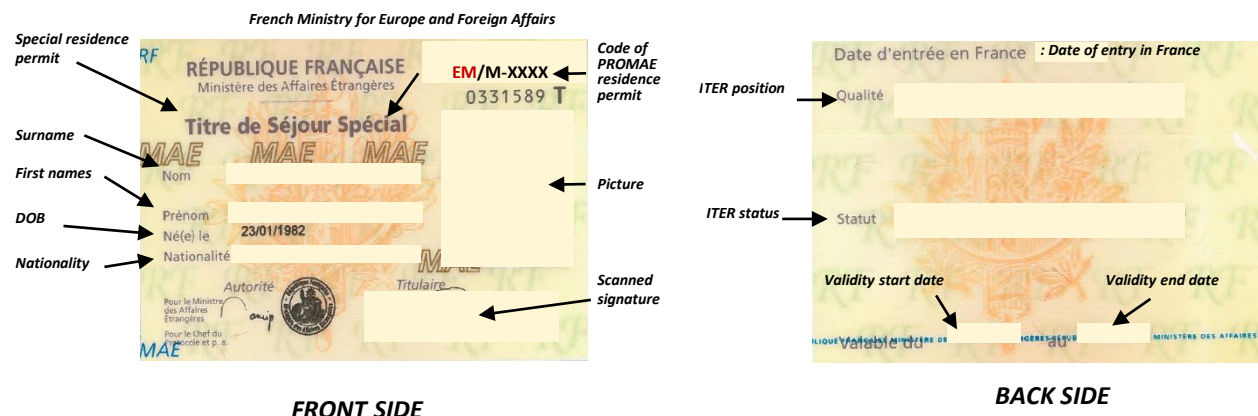 French Ministry for Europe and Foreign Affairs
Special residence permit
RF
RÉPUBLIQUE FRANÇAISE
Ministère des Affaires Étrangères
EM/M-XXXX
0331589 T
Code of PROMAE residence permit
Titre de Séjour Spécial
MAE MAE MAE
Surname
Nom
First names
Prénom
Picture
DOB
Né(e) le 23/01/1982
Nationality
Nationalité
MAE
Autorité
Titulaire
Scanned signature
Pour le Ministre
des Affaires
Étrangères
Pour le Chef du
Protocole et p. a.
MAE
FRONT SIDE
Date d'entrée en France : Date of entry in France
ITER position
Qualité
RF
ITER status
Statut
Validity start date
Validity end date
Valable du au
MINISTÈRE DES AFFAIRES
BACK SIDE